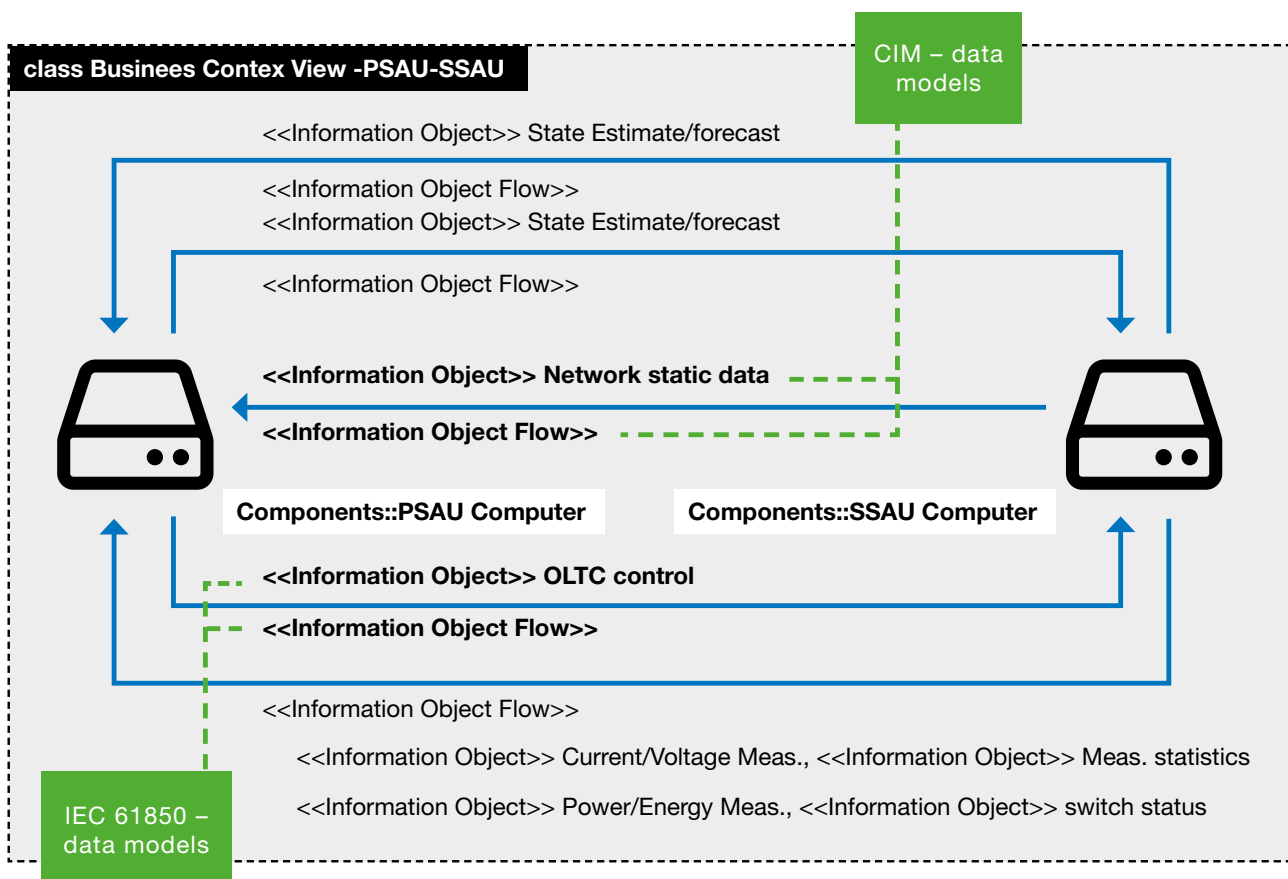 CIM – data
models
class Businees Contex View -PSAU-SSAU
<<Information Object>> State Estimate/forecast
<<Information Object Flow>>
<<Information Object>> State Estimate/forecast
<<Information Object Flow>>
<<Information Object>> Network static data
<<Information Object Flow>>
Components::PSAU Computer
Components::SSAU Computer
<<Information Object>> OLTC control
<<Information Object Flow>>
<<Information Object Flow>>
<<Information Object>> Current/Voltage Meas., <<Information Object>> Meas. statistics
<<Information Object>> Power/Energy Meas., <<Information Object>> switch status
IEC 61850 –
data models